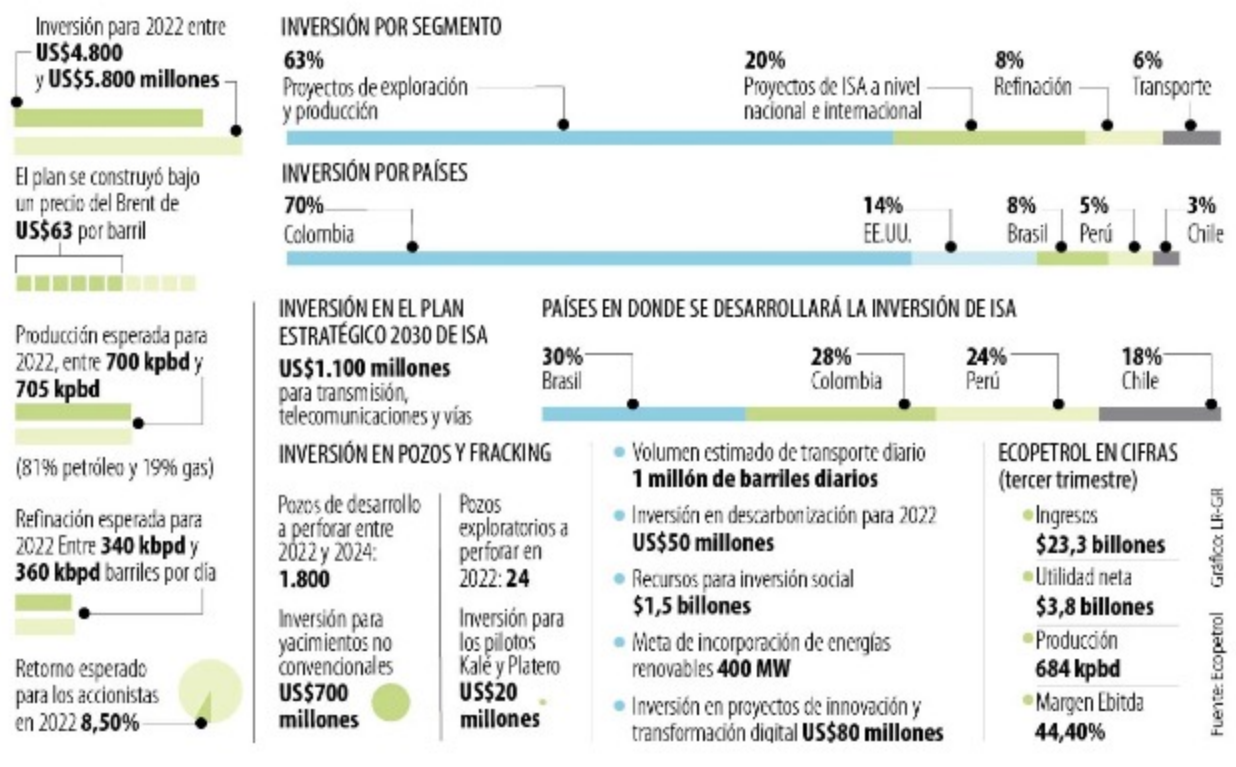 Inversión para 2022 entre
US$4.800
y US$5.800 millones
El plan se construyó bajo
un precio del Brent de
US$63 por barril
Producción esperada para
2022, entre 700 kpbd y
705 kpbd
(81% petróleo y 19% gas)
Refinación esperada para
2022 Entre 340 kbpd y
360 kbpd barriles por día
Retorno esperado
para los accionistas
en 2022 8,50%
INVERSIÓN POR SEGMENTO
63%
Proyectos de exploración
y producción
20%
Proyectos de ISA a nivel
nacional e internacional
8%
Refinación
6%
Transporte
INVERSIÓN POR PAÍSES
70%
Colombia
14%
EE.UU.
8%
Brasil
5%
Perú
3%
Chile
INVERSIÓN EN EL PLAN
ESTRATÉGICO 2030 DE ISA
US$1.100 millones
para transmisión,
telecomunicaciones y vías
PAÍSES EN DONDE SE DESARROLLARÁ LA INVERSIÓN DE ISA
30%
Brasil
28%
Colombia
24%
Perú
18%
Chile
INVERSIÓN EN POZOS Y FRACKING
Pozos de desarrollo
a perforar entre
2022 y 2024:
1.800
Inversión para
yacimientos no
convencionales
US$700
millones
Pozos
exploratorios a
perforar en
2022: 24
Inversión para
los pilotos
Kalé y Platero
US$20
millones
Volumen estimado de transporte diario
1 millón de barriles diarios
Inversión en descarbonización para 2022
US$50 millones
Recursos para inversión social
$1,5 billones
Meta de incorporación de energías
renovables 400 MW
Inversión en proyectos de innovación y
transformación digital US$80 millones
ECOPETROL EN CIFRAS
(tercer trimestre)
Ingresos
$23,3 billones
Utilidad neta
$3,8 billones
Producción
684 kpbd
Margen Ebitda
44,40%
Fuente: Ecopetrol Gráfico: LR-GR